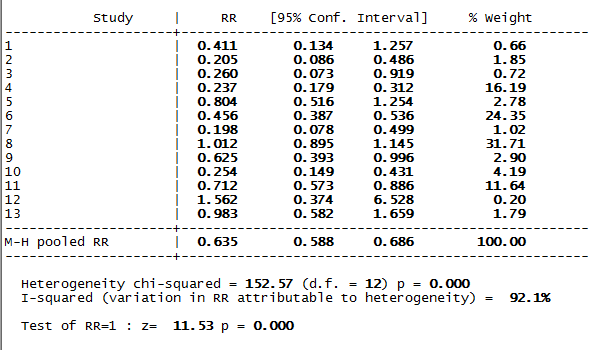 Study | RR [95% Conf. Interval] % Weight
---------------------+---------------------------------------------------
1 | 0.411 0.134 1.257 0.66
2 | 0.205 0.086 0.486 1.85
3 | 0.260 0.073 0.919 0.72
4 | 0.237 0.179 0.312 16.19
5 | 0.804 0.516 1.254 2.78
6 | 0.456 0.387 0.536 24.35
7 | 0.198 0.078 0.499 1.02
8 | 1.012 0.895 1.145 31.71
9 | 0.625 0.393 0.996 2.90
10 | 0.254 0.149 0.431 4.19
11 | 0.712 0.573 0.886 11.64
12 | 1.562 0.374 6.528 0.20
13 | 0.983 0.582 1.659 1.79
---------------------+---------------------------------------------------
M-H pooled RR | 0.635 0.588 0.686 100.00
---------------------+---------------------------------------------------
Heterogeneity chi-squared = 152.57 (d.f. = 12) p = 0.000
I-squared (variation in RR attributable to heterogeneity) = 92.1%
Test of RR=1 : z= 11.53 p = 0.000